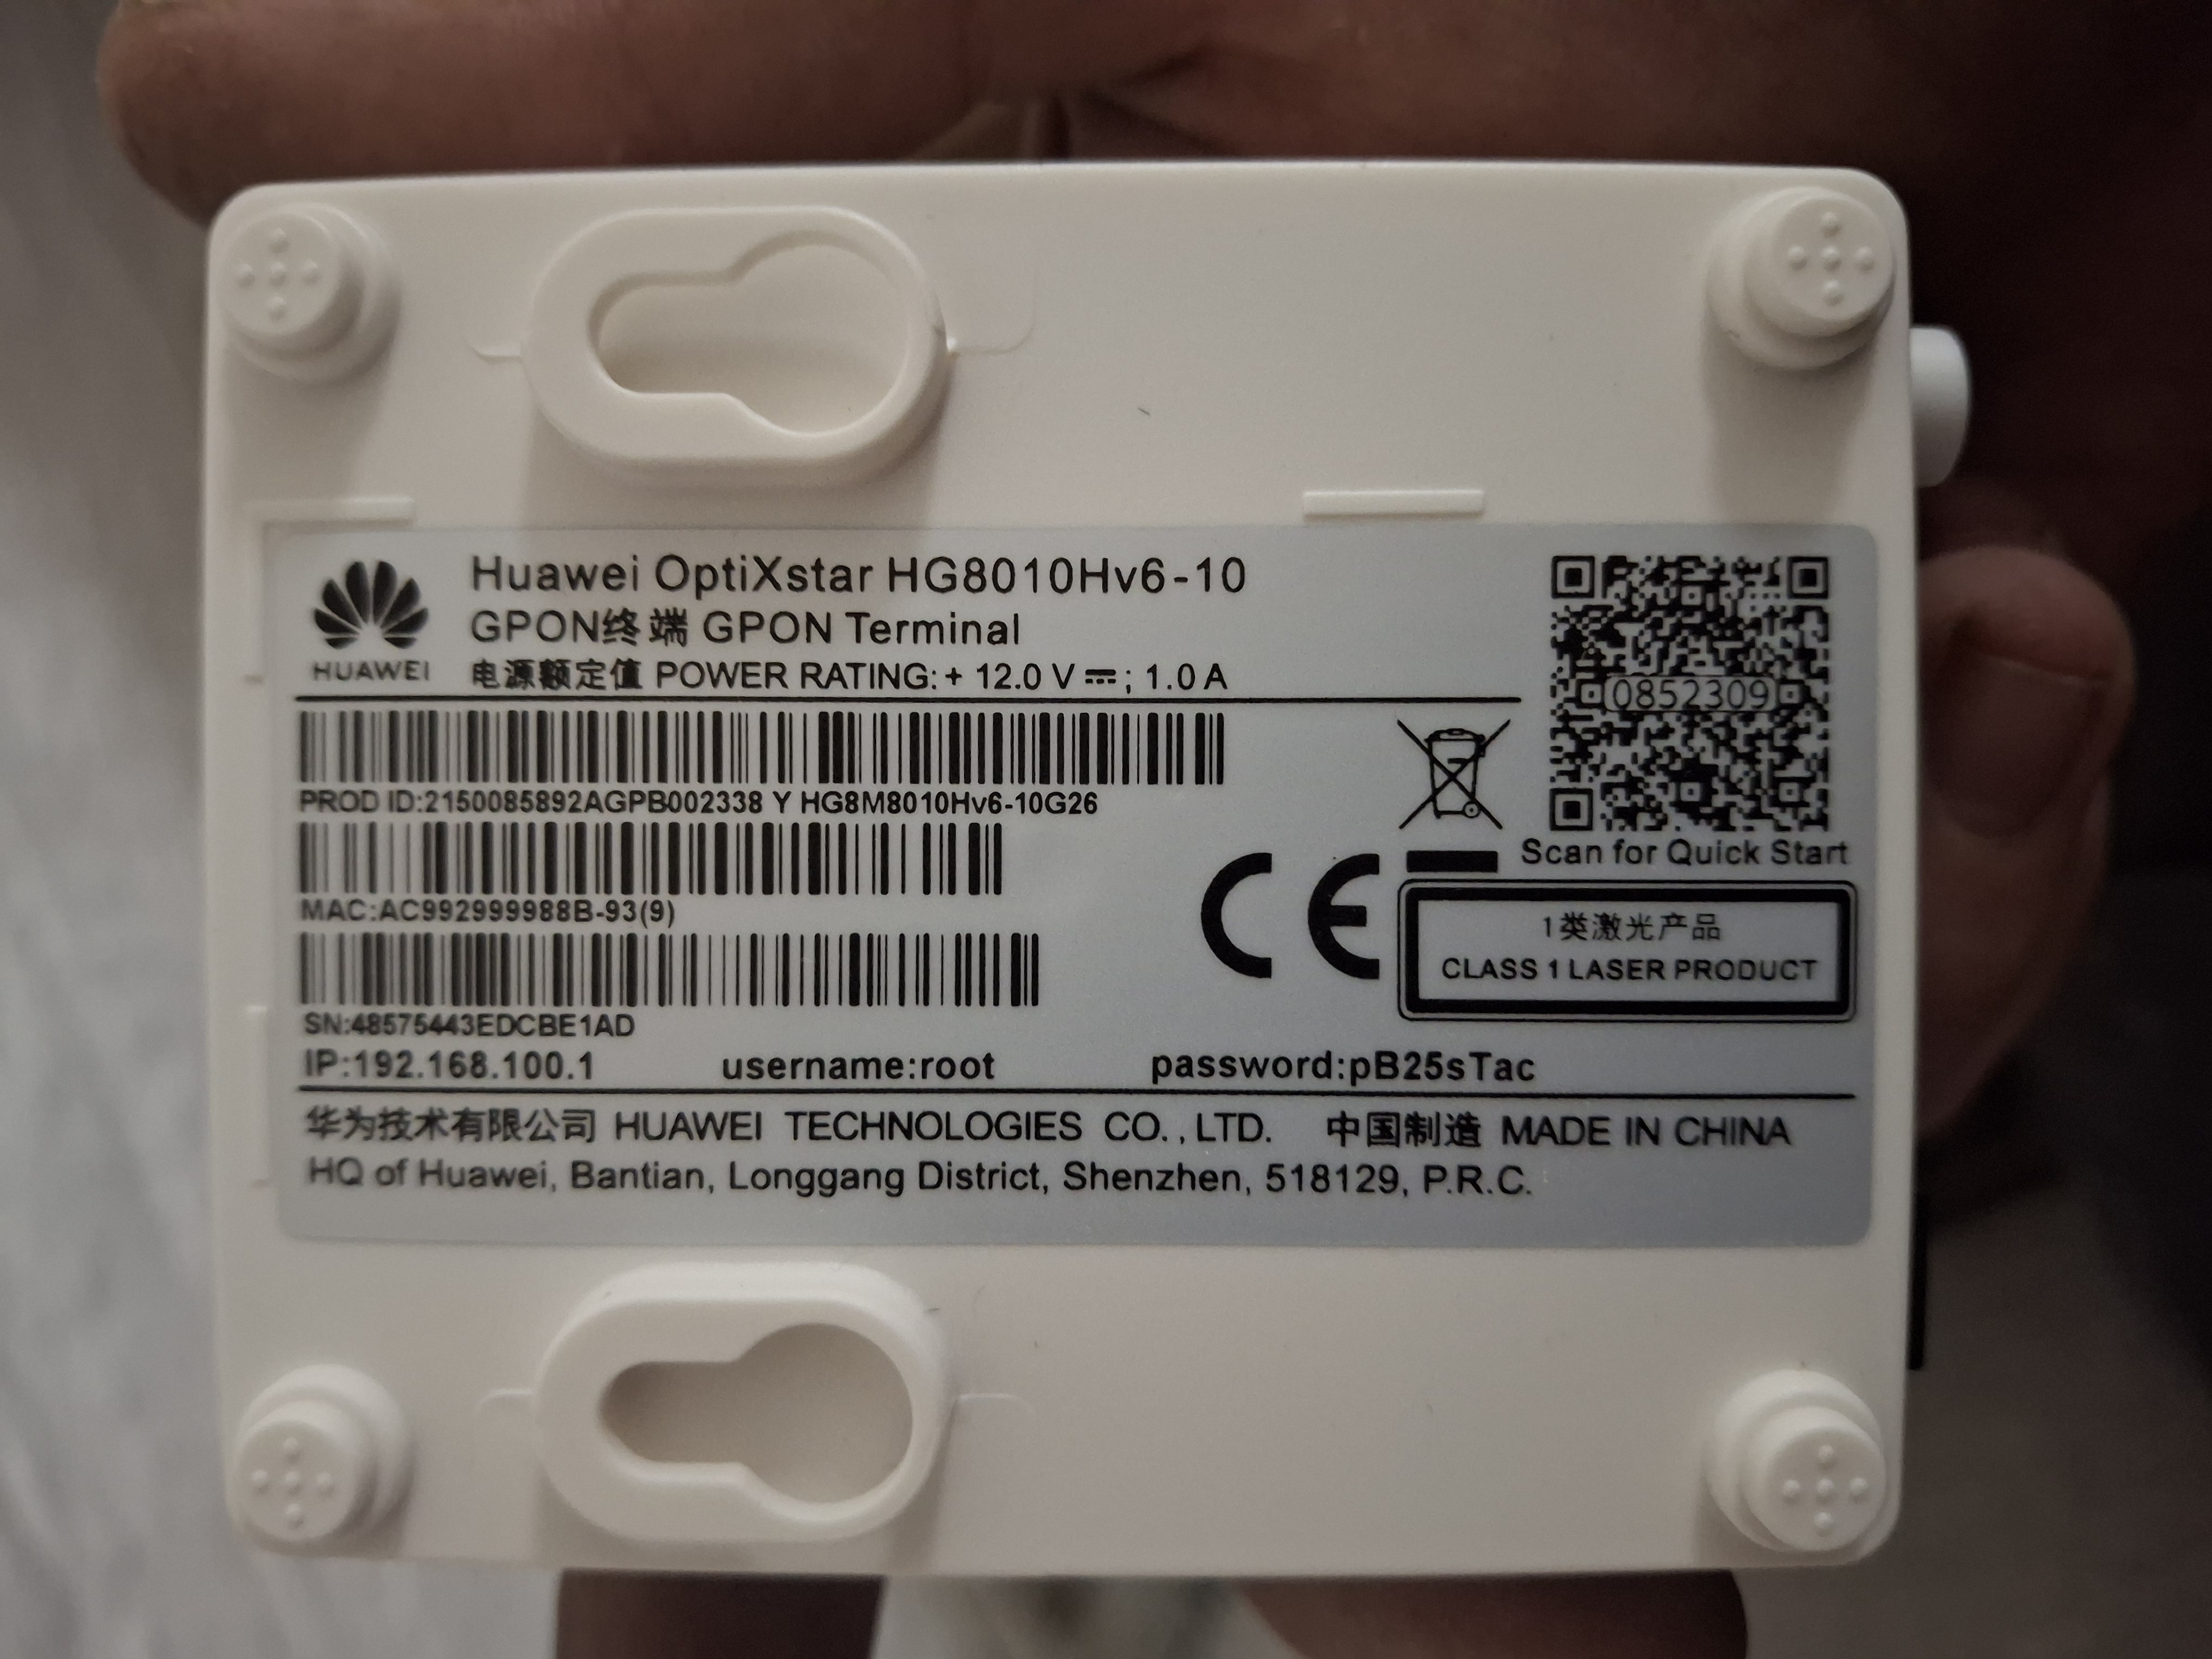 Huawei OptiXstar HG8010Hv6-10
GPON终端 GPON Terminal
HUAWEI
电源额定值 POWER RATING: + 12.0 V ⎓; 1.0 A
0852309
PROD ID:2150085892AGPB002338 Y HG8M8010Hv6-10G26
Scan for Quick Start
MAC:AC992999988B-93(9)
CE
1类激光产品
CLASS 1 LASER PRODUCT
SN:48575443EDCBE1AD
IP:192.168.100.1 username:root password:pB25sTac
华为技术有限公司 HUAWEI TECHNOLOGIES CO., LTD. 中国制造 MADE IN CHINA
HQ of Huawei, Bantian, Longgang District, Shenzhen, 518129, P.R.C.